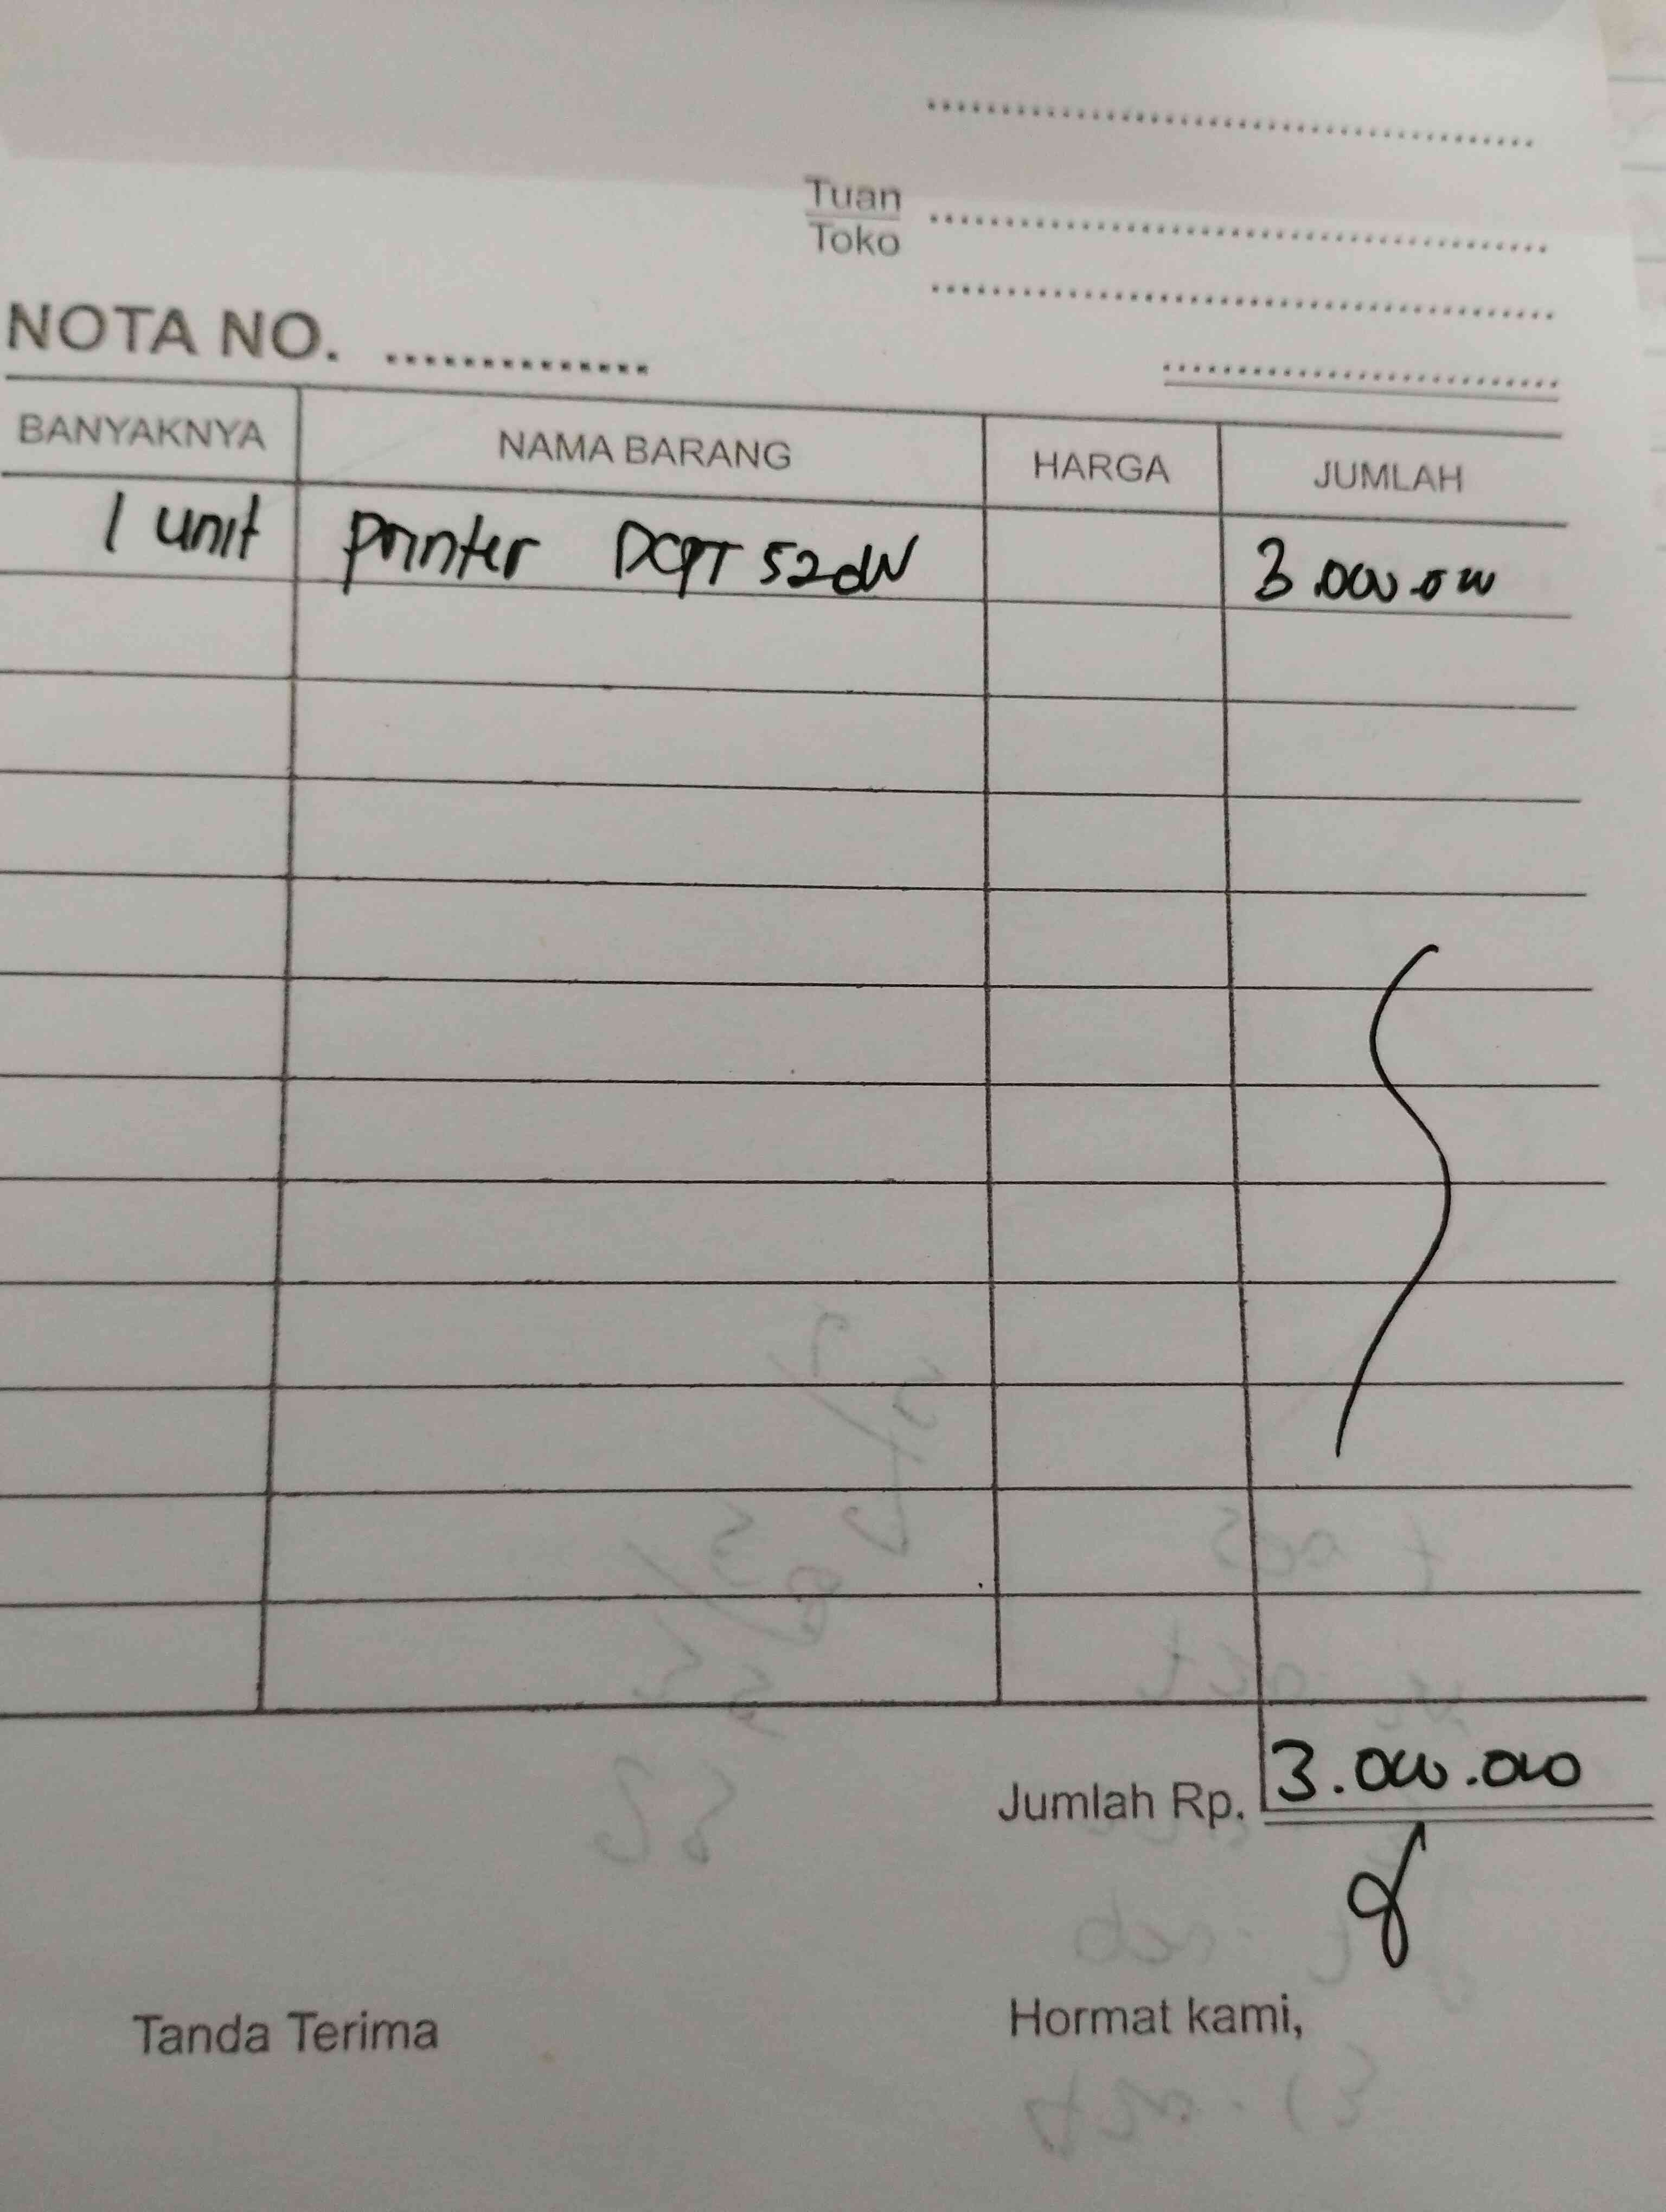 Tuan
Toko
NOTA NO.
BANYAKNYA NAMA BARANG HARGA JUMLAH
1 unit printer DCPT 520W 3.000.000
Jumlah Rp. 3.000.000
Tanda Terima Hormat kami,